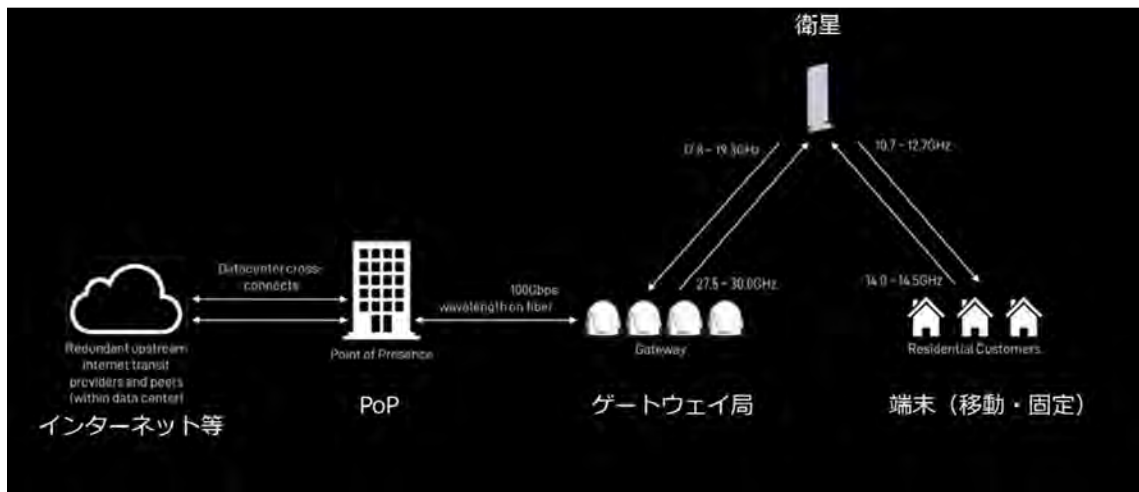 衛星
17.8 - 19.3GHz
10.7 - 12.7GHz
27.5 - 30.0GHz
14.0 - 14.5GHz
Datacenter cross-
connects
100Gbps
wavelength on fiber
Redundant upstream
internet transit
providers and peers
(within data center)
Point of Presence
Gateway
Residential Customers
インターネット等
PoP
ゲートウェイ局
端末（移動・固定）